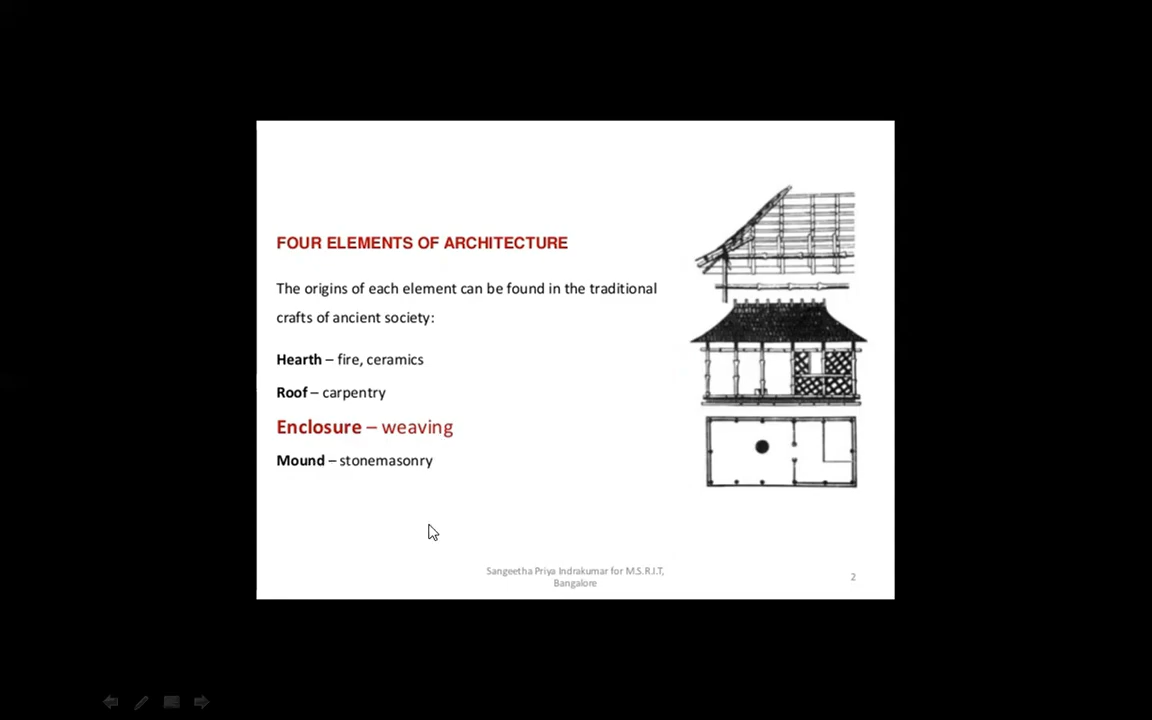 FOUR ELEMENTS OF ARCHITECTURE
The origins of each element can be found in the traditional
crafts of ancient society:
Hearth – fire, ceramics
Roof – carpentry
Enclosure – weaving
Mound – stonemasonry
Sangeetha Priya Indrakumar for M.S.R.I.T,
Bangalore
2